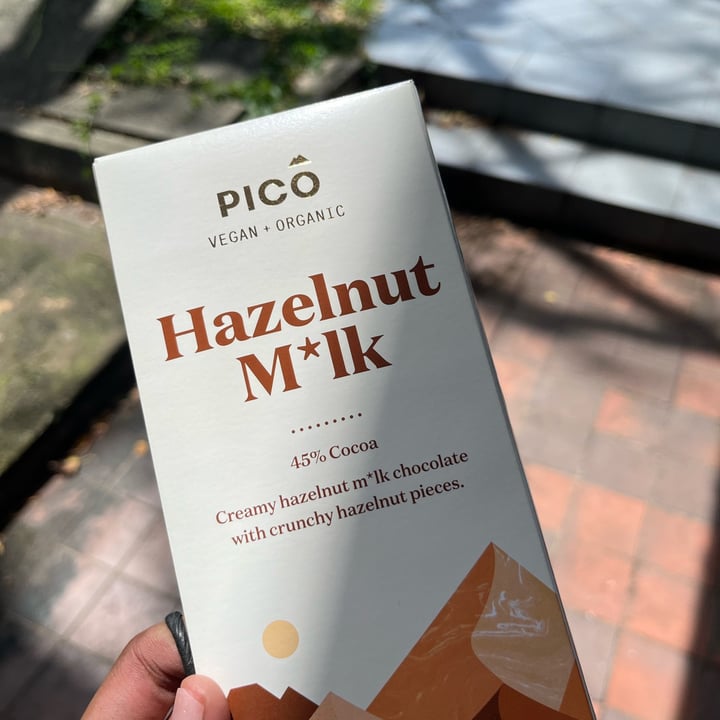 PICO
VEGAN + ORGANIC
Hazelnut
M*lk
45% Cocoa
Creamy hazelnut m*lk chocolate
with crunchy hazelnut pieces.